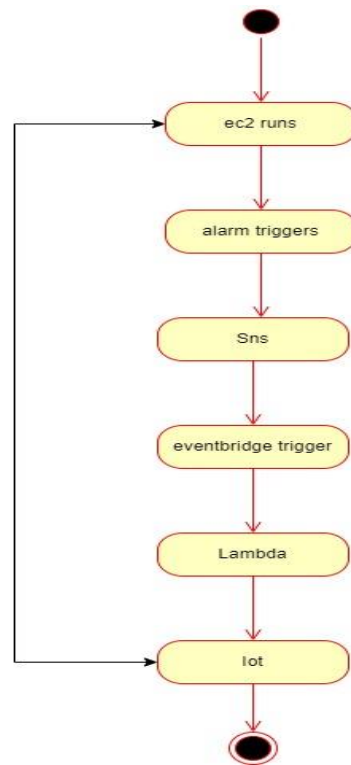 ec2 runs
alarm triggers
Sns
eventbridge trigger
Lambda
Iot